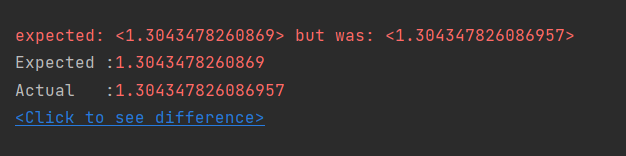 expected: <1.3043478260869> but was: <1.304347826086957>
Expected :1.3043478260869
Actual   :1.304347826086957
<Click to see difference>